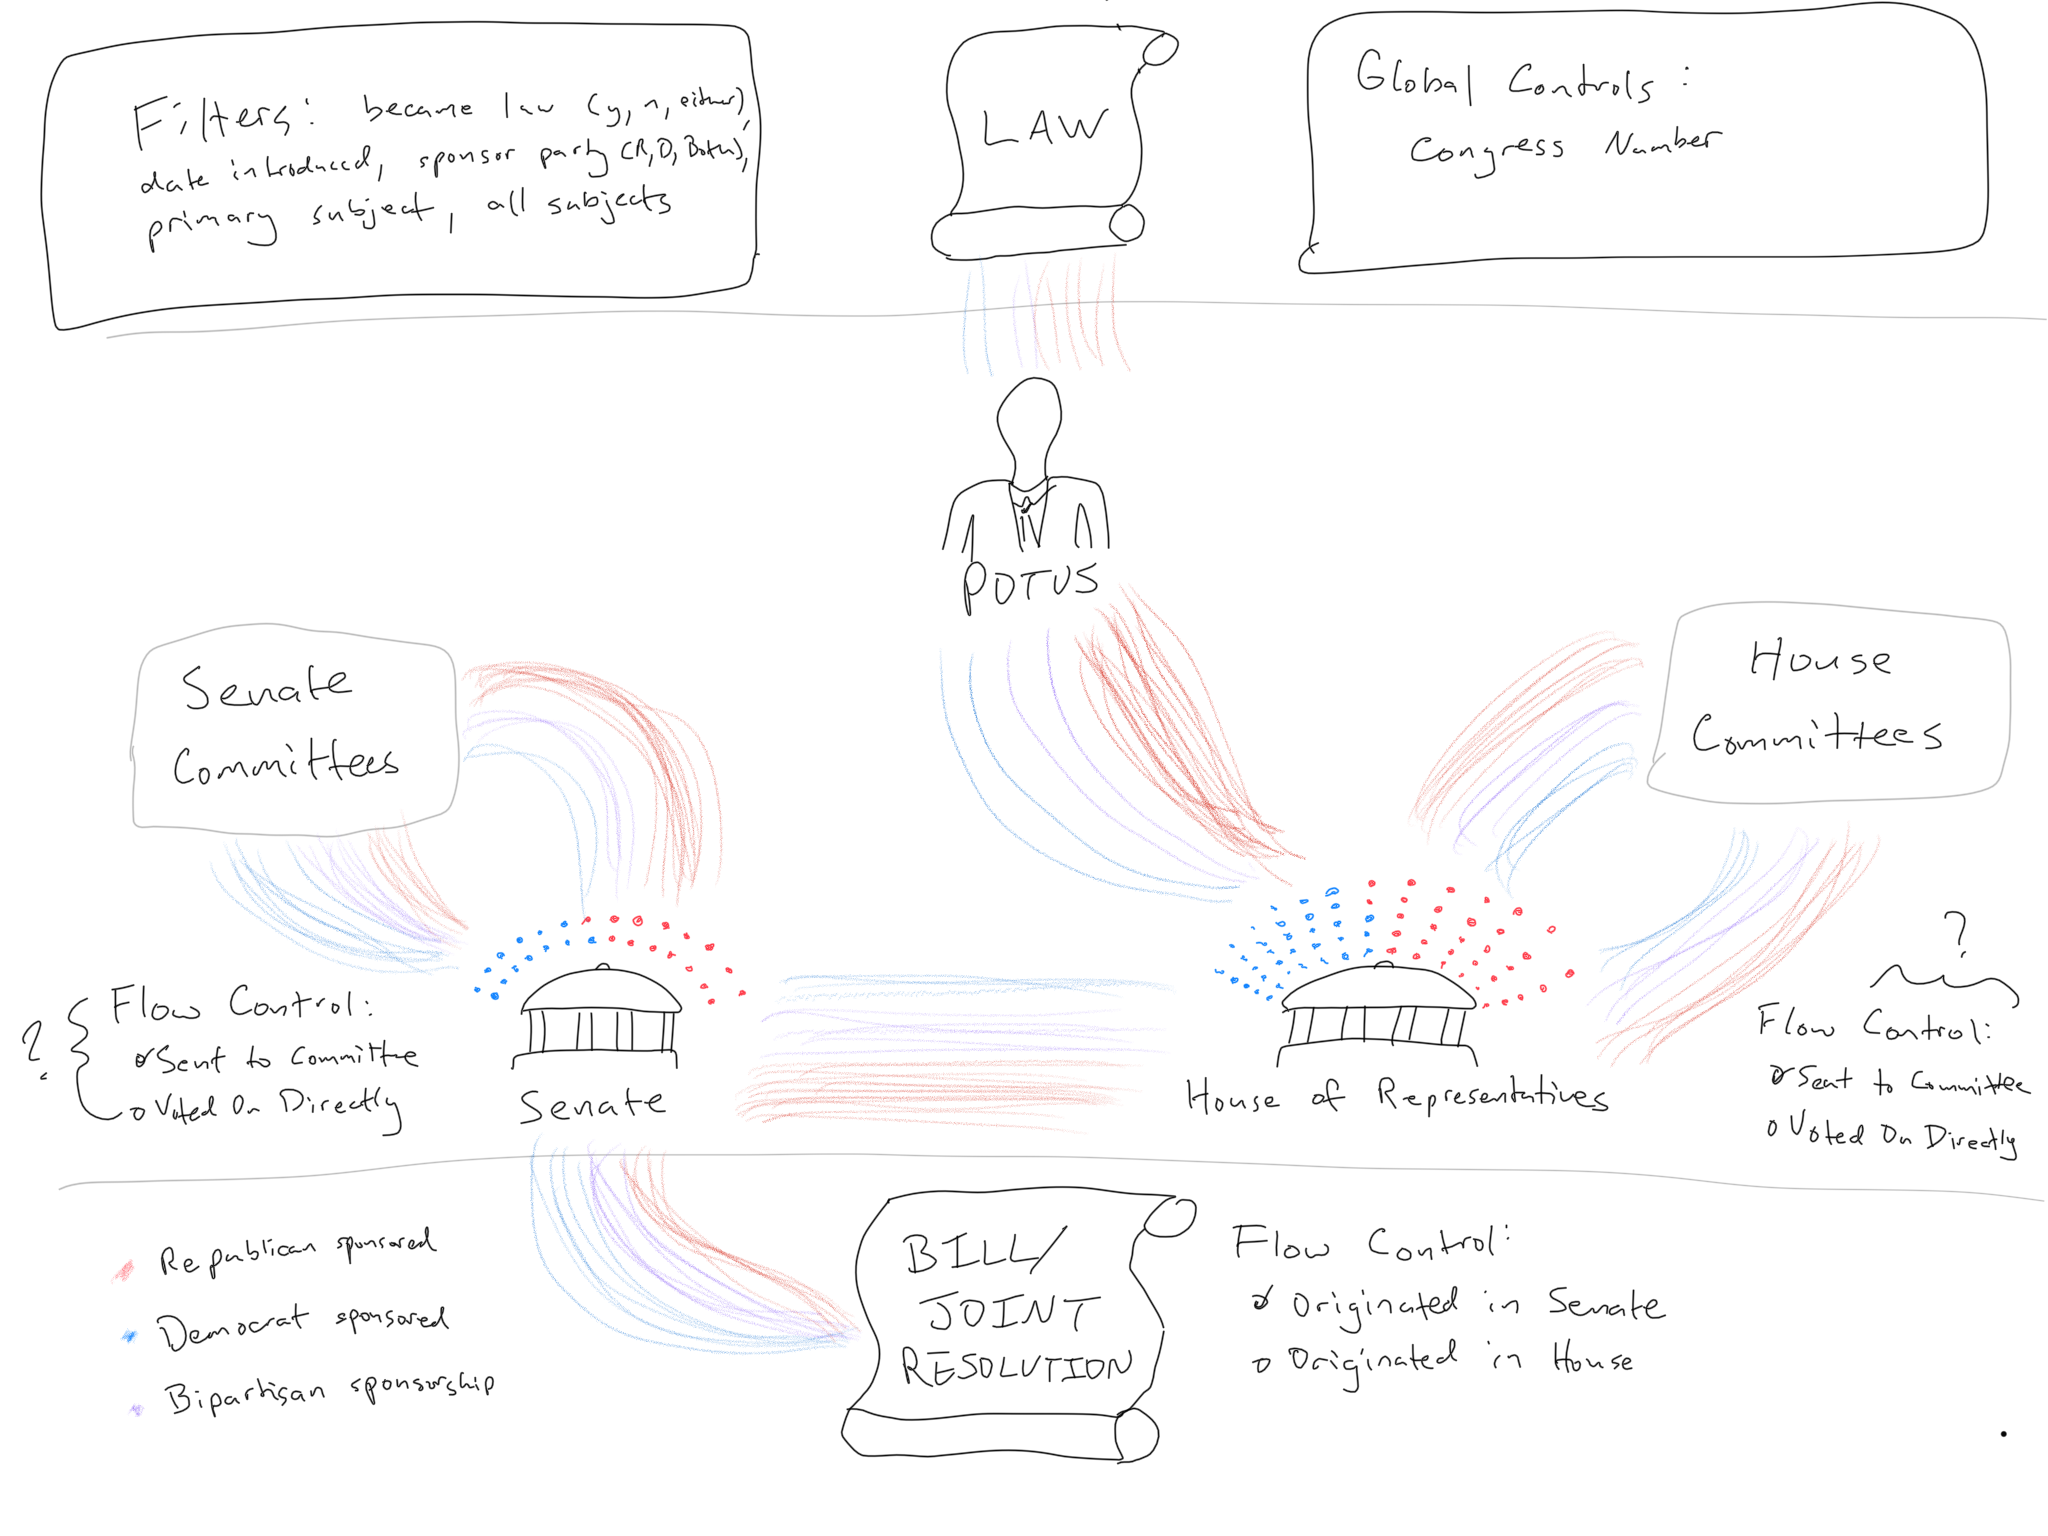 Filters: became law (y, n, either),
date introduced, sponsor party (R, D, Both),
primary subject, all subjects
LAW
Global Controls:
Congress Number
POTUS
Senate
Committees
House
Committees
?
Flow Control:
Sent to Committee
Voted On Directly
Senate
House of Representatives
?
Flow Control:
Sent to Committee
Voted On Directly
Republican sponsored
Democrat sponsored
Bipartisan sponsorship
BILL/
JOINT
RESOLUTION
Flow Control:
Originated in Senate
Originated in House